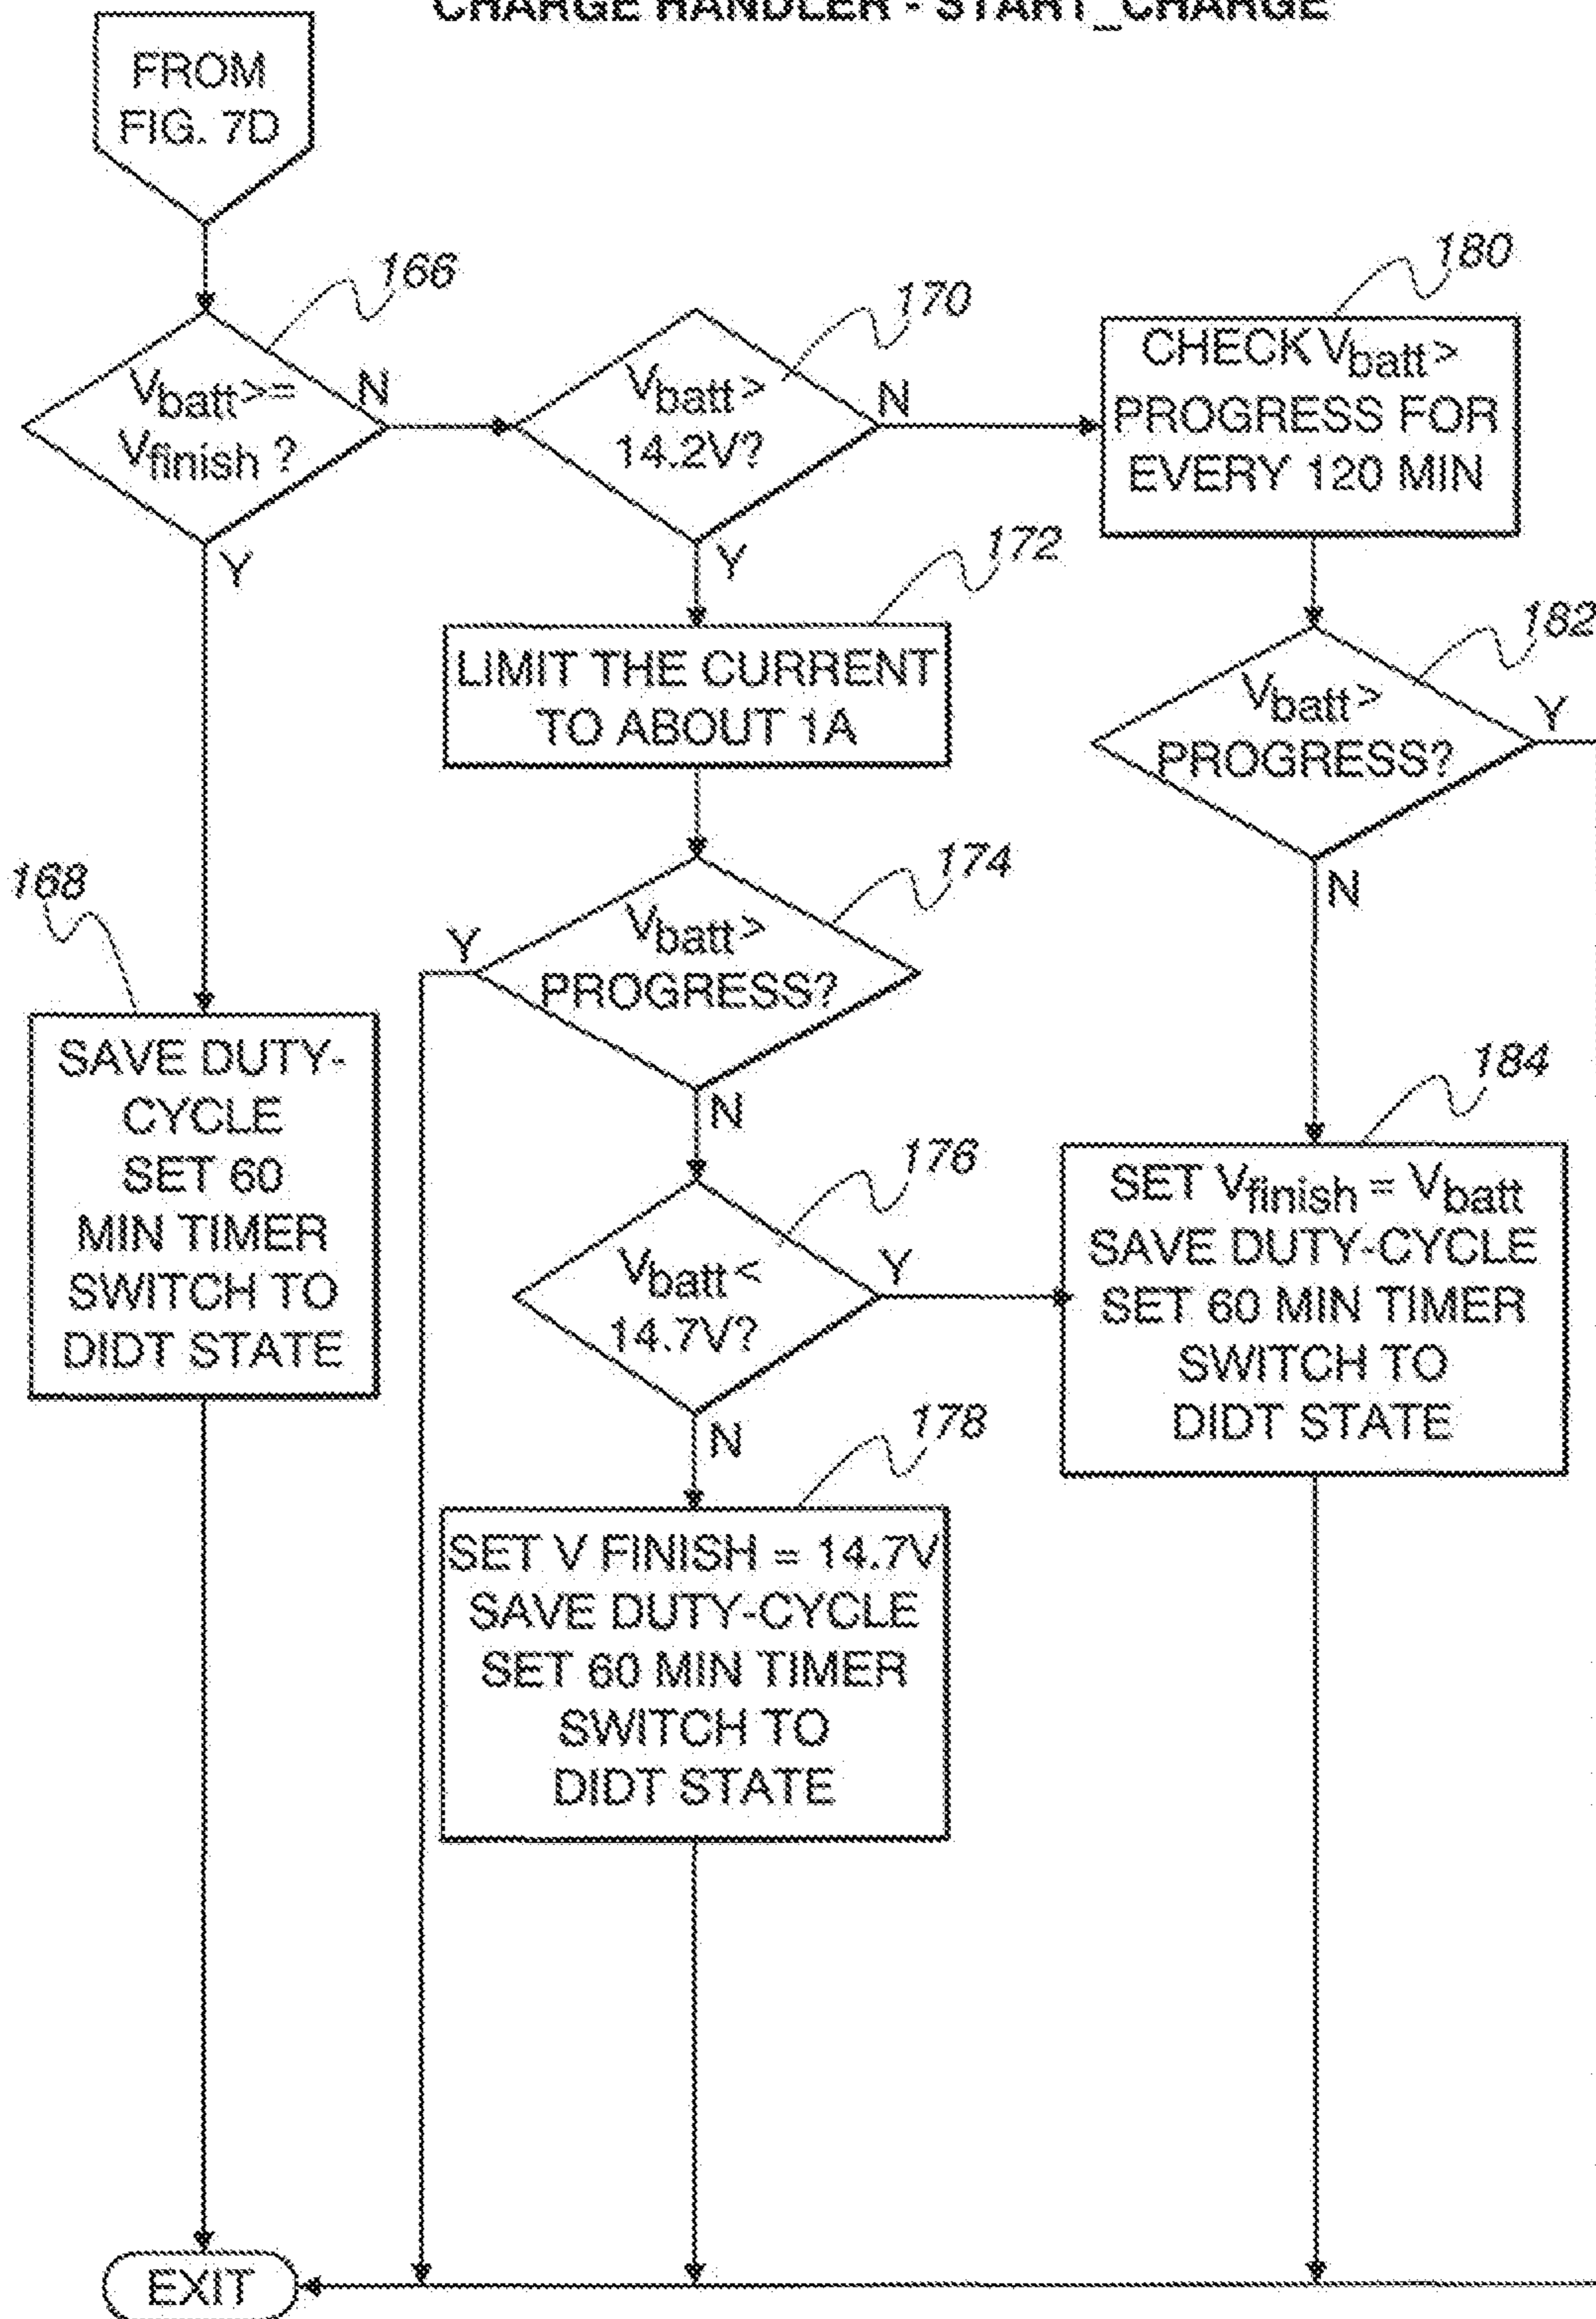 CHARGE HANDLER - START_CHARGE
FROM
FIG. 7D
166
Vbatt >=
Vfinish ?
N
Y
170
Vbatt >
14.2V?
N
Y
180
CHECK Vbatt >
PROGRESS FOR
EVERY 120 MIN
172
LIMIT THE CURRENT
TO ABOUT 1A
182
Vbatt >
PROGRESS?
Y
N
174
Vbatt >
PROGRESS?
Y
N
168
SAVE DUTY-
CYCLE
SET 60
MIN TIMER
SWITCH TO
DIDT STATE
176
Vbatt <
14.7V?
Y
N
184
SET Vfinish = Vbatt
SAVE DUTY-CYCLE
SET 60 MIN TIMER
SWITCH TO
DIDT STATE
178
SET V FINISH = 14.7V
SAVE DUTY-CYCLE
SET 60 MIN TIMER
SWITCH TO
DIDT STATE
EXIT